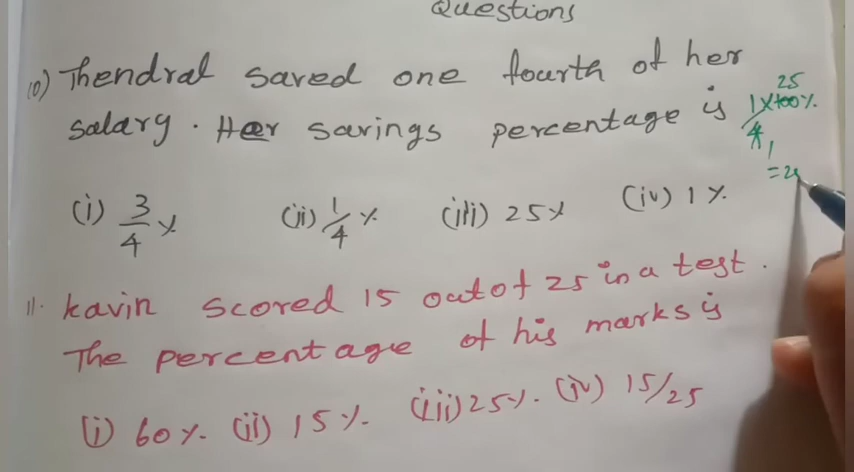 Questions
10) Thendral saved one fourth of her
salary. Her savings percentage is
(i) 3/4 % (ii) 1/4 % (iii) 25% (iv) 1%
25
1/4 × 100%
1
= 2
11. Kavin scored 15 out of 25 in a test.
The percentage of his marks is
(i) 60%. (ii) 15%. (iii) 25%. (iv) 15/25